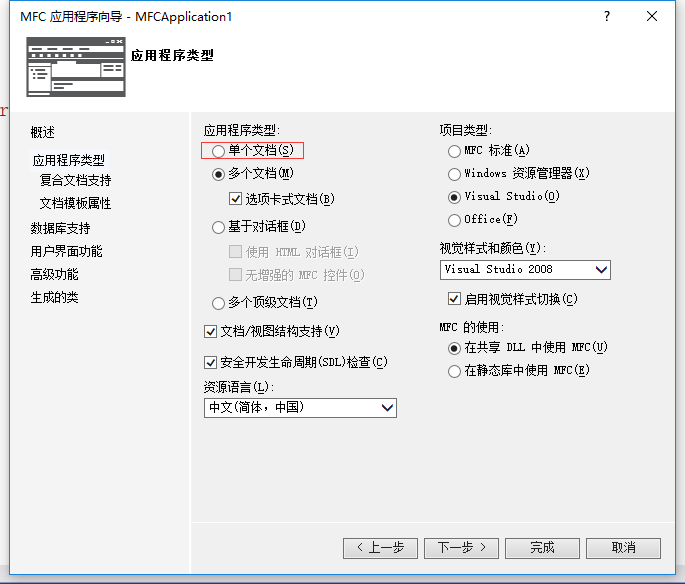 MFC 应用程序向导 - MFCApplication1
?
应用程序类型
r
概述
应用程序类型
复合文档支持
文档模板属性
数据库支持
用户界面功能
高级功能
生成的类
应用程序类型:
单个文档(S)
多个文档(M)
选项卡式文档(B)
基于对话框(D)
使用 HTML 对话框(I)
无增强的 MFC 控件(O)
多个顶级文档(T)
文档/视图结构支持(V)
安全开发生命周期(SDL)检查(C)
资源语言(L):
中文(简体，中国)
项目类型:
MFC 标准(A)
Windows 资源管理器(X)
Visual Studio(O)
Office(F)
视觉样式和颜色(Y):
Visual Studio 2008
启用视觉样式切换(C)
MFC 的使用:
在共享 DLL 中使用 MFC(U)
在静态库中使用 MFC(E)
< 上一步
下一步 >
完成
取消